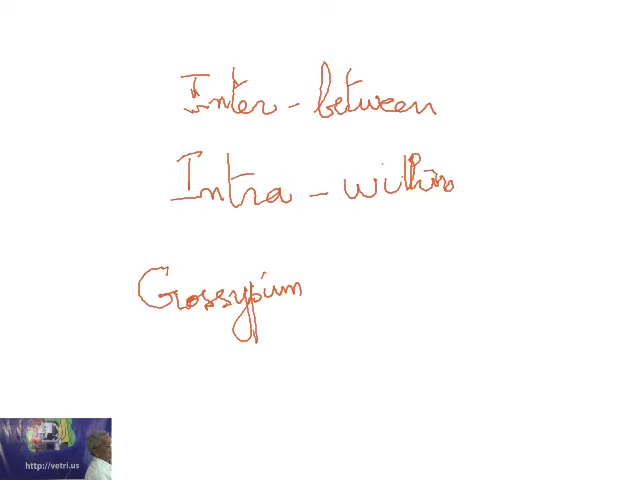 Inter - between
Intra - within
Gossypium
http://vetri.us